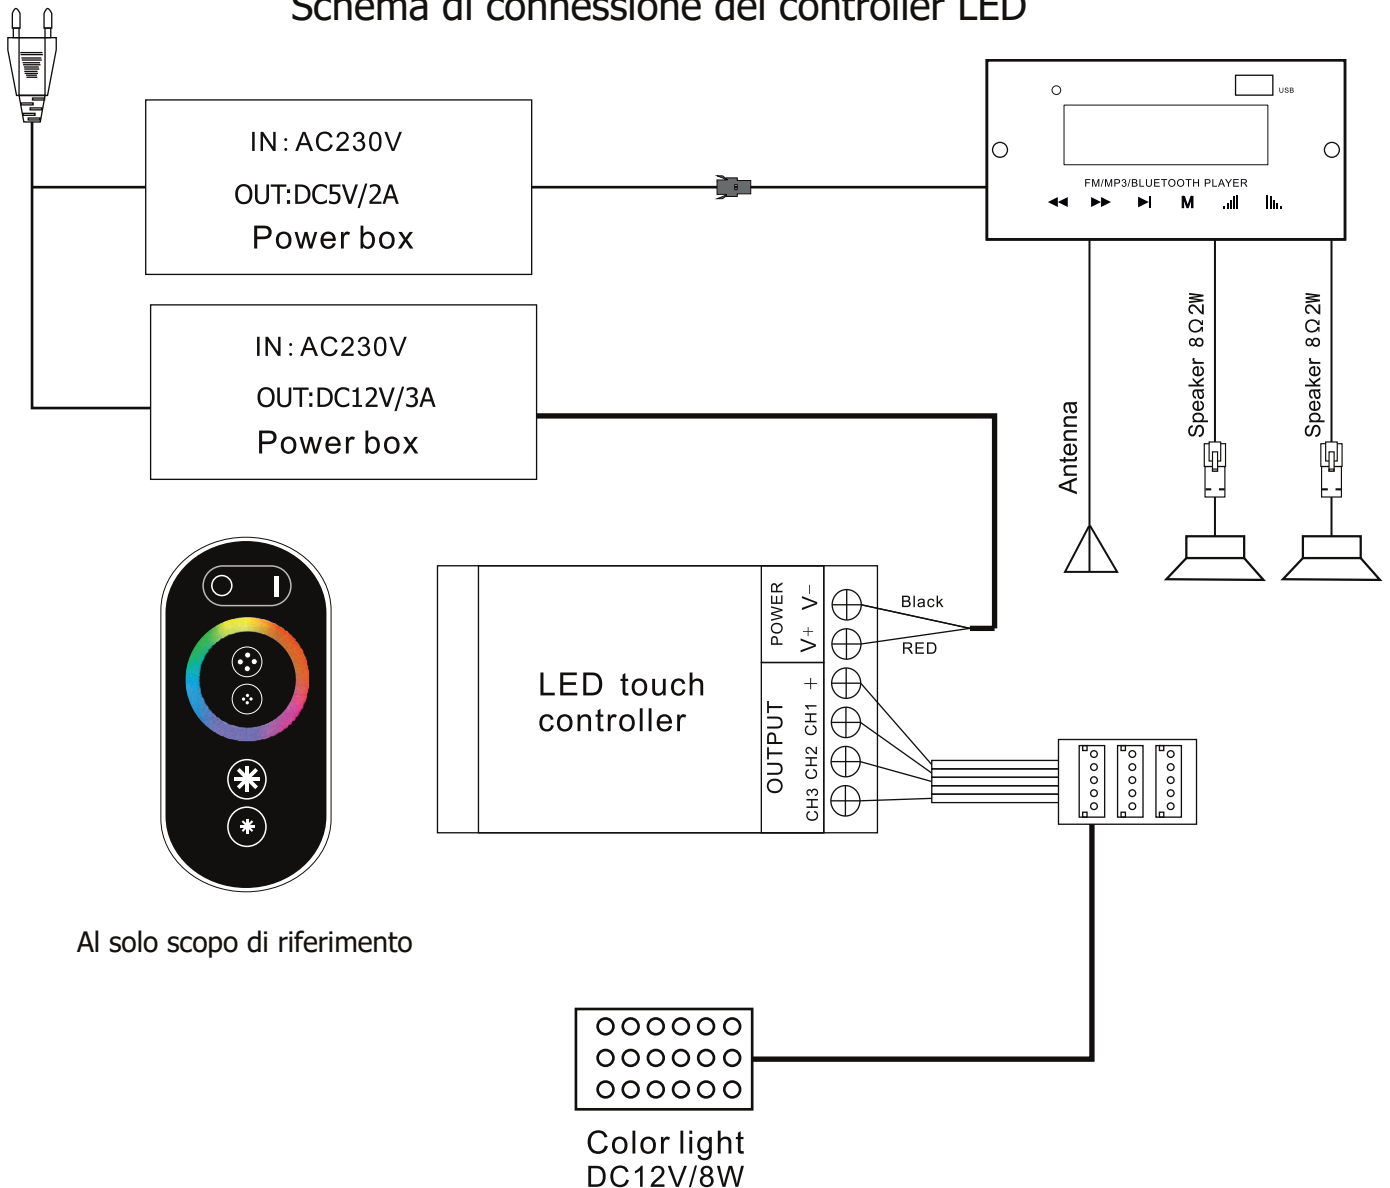 Schema di connessione del controller LED
IN: AC230V
OUT:DC5V/2A
Power box
USB
FM/MP3/BLUETOOTH PLAYER
M
IN: AC230V
OUT:DC12V/3A
Power box
Antenna
Speaker 8Ω2W
Speaker 8Ω2W
LED touch
controller
POWER
V-
V+
Black
RED
OUTPUT
+
CH1
CH2
CH3
Al solo scopo di riferimento
Color light
DC12V/8W